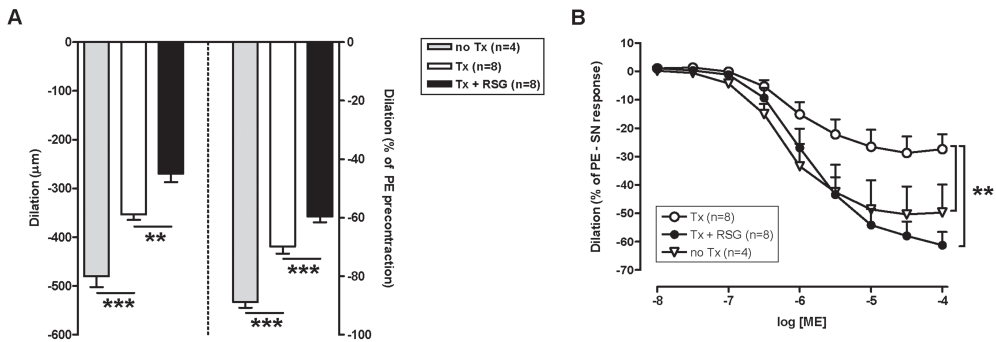 A
Dilation (µm)
0
-100
-200
-300
-400
-500
-600
***
**
***
***
0
-20
-40
-60
-80
-100
Dilation (% of PE precontraction)
no Tx (n=4)
Tx (n=8)
Tx + RSG (n=8)
B
Dilation (% of PE - SN response)
10
0
-10
-20
-30
-40
-50
-60
-70
Tx (n=8)
Tx + RSG (n=8)
no Tx (n=4)
**
-8 -7 -6 -5 -4
log [ME]